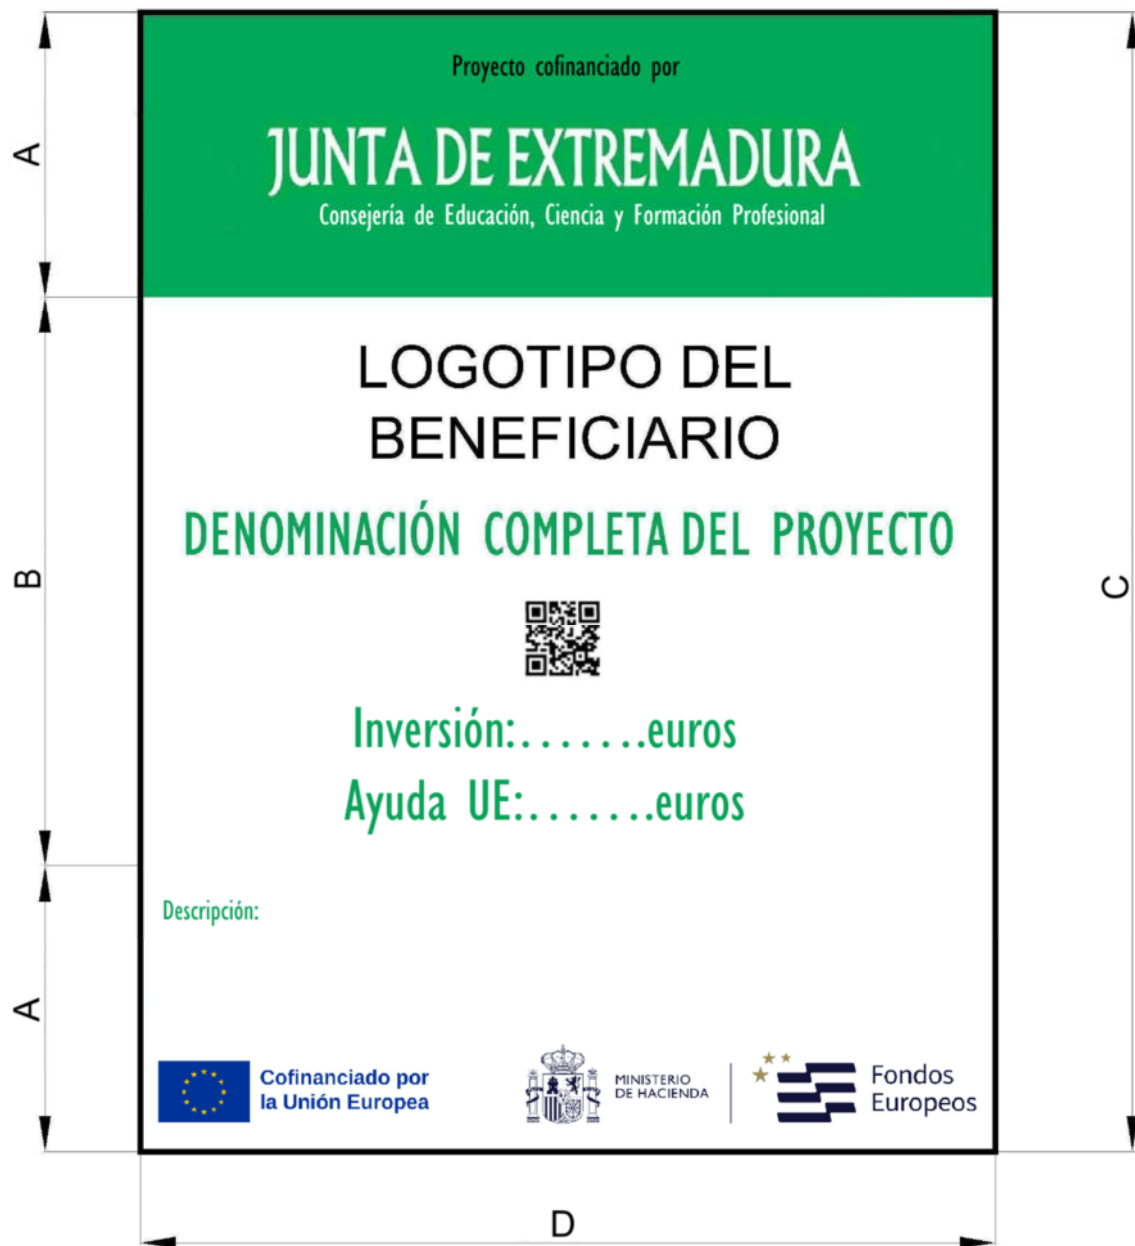 Proyecto cofinanciado por
JUNTA DE EXTREMADURA
Consejería de Educación, Ciencia y Formación Profesional
A
LOGOTIPO DEL
BENEFICIARIO
DENOMINACIÓN COMPLETA DEL PROYECTO
B
C
Inversión:.......euros
Ayuda UE:.......euros
Descripción:
A
Cofinanciado por
la Unión Europea
MINISTERIO
DE HACIENDA
Fondos
Europeos
D